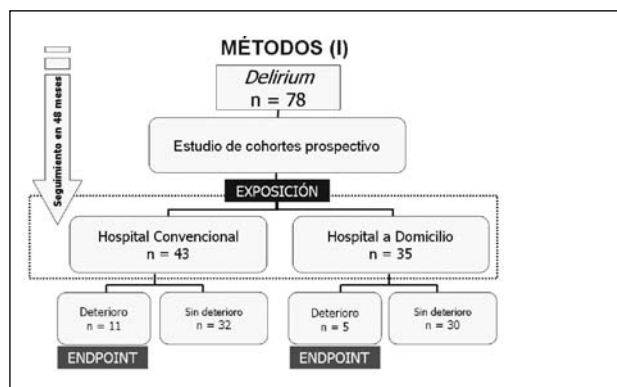 MÉTODOS (I)
Delirium
n = 78
Seguimiento en 48 meses
Estudio de cohortes prospectivo
EXPOSICIÓN
Hospital Convencional
n = 43
Hospital a Domicilio
n = 35
Deterioro
n = 11
Sin deterioro
n = 32
Deterioro
n = 5
Sin deterioro
n = 30
ENDPOINT
ENDPOINT